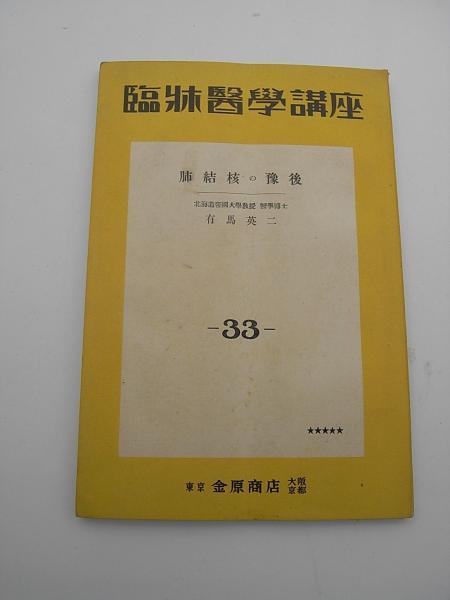 臨牀醫學講座
肺結核の豫後
北海道帝國大學教授 醫學博士
有馬英二
-33-
★★★★★
東京 金原商店 大阪 京都